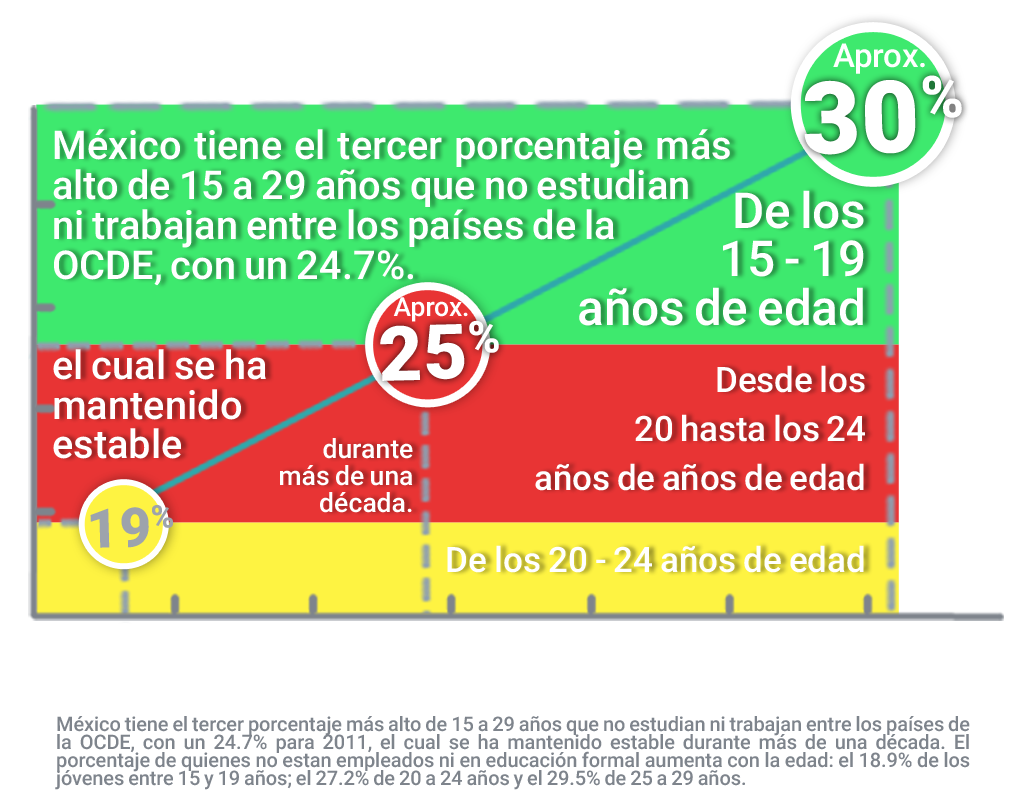 Aprox.
30%
México tiene el tercer porcentaje más
alto de 15 a 29 años que no estudian
ni trabajan entre los países de la
OCDE, con un 24.7%.
De los
15 - 19
años de edad
Aprox.
25%
el cual se ha
mantenido
estable
durante
más de una
década.
Desde los
20 hasta los 24
años de años de edad
19%
De los 20 - 24 años de edad
México tiene el tercer porcentaje más alto de 15 a 29 años que no estudian ni trabajan entre los países de
la OCDE, con un 24.7% para 2011, el cual se ha mantenido estable durante más de una década. El
porcentaje de quienes no estan empleados ni en educación formal aumenta con la edad: el 18.9% de los
jóvenes entre 15 y 19 años; el 27.2% de 20 a 24 años y el 29.5% de 25 a 29 años.